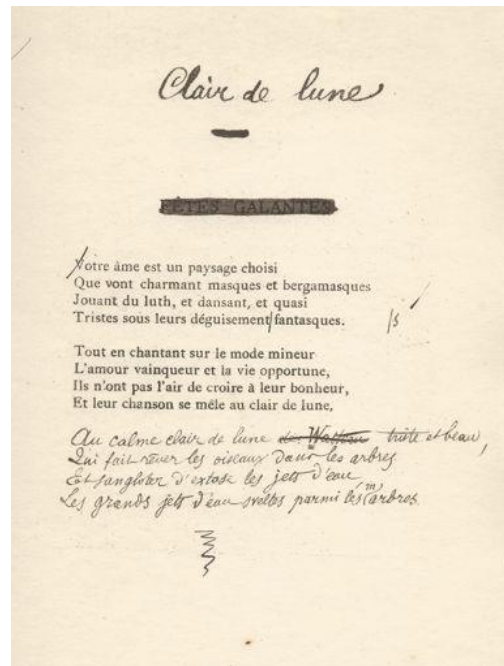 Clair de lune
FÊTES GALANTES
Votre âme est un paysage choisi
Que vont charmant masques et bergamasques
Jouant du luth, et dansant, et quasi
Tristes sous leurs déguisement fantasques. /s
Tout en chantant sur le mode mineur
L'amour vainqueur et la vie opportune,
Ils n'ont pas l'air de croire à leur bonheur,
Et leur chanson se mêle au clair de lune,
Au calme clair de lune de Watteau triste et beau,
Qui fait rêver les oiseaux dans les arbres
Et sangloter d'extase les jets d'eau
Les grands jets d'eau sveltes parmi les (m)arbres.